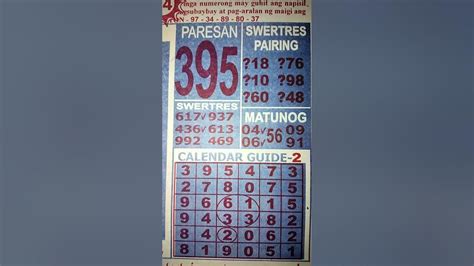 4
nga numerong may guhit ang napisil
subaybay at pag-aralan ng maigi ang
N - 97 - 34 - 89 - 80 - 37
PARESAN
395
SWERTRES
617 937
436 613
992 469
SWERTRES
PAIRING
?18 ?76
?10 ?98
?60 ?48
MATUNOG
04 09
56
06 91
CALENDAR GUIDE-2
3 9 5 4 7 3
2 7 8 0 7 5
9 6 6 1 1 5
9 4 3 3 8 2
8 4 2 0 6 8
8 1 9 0 5 1